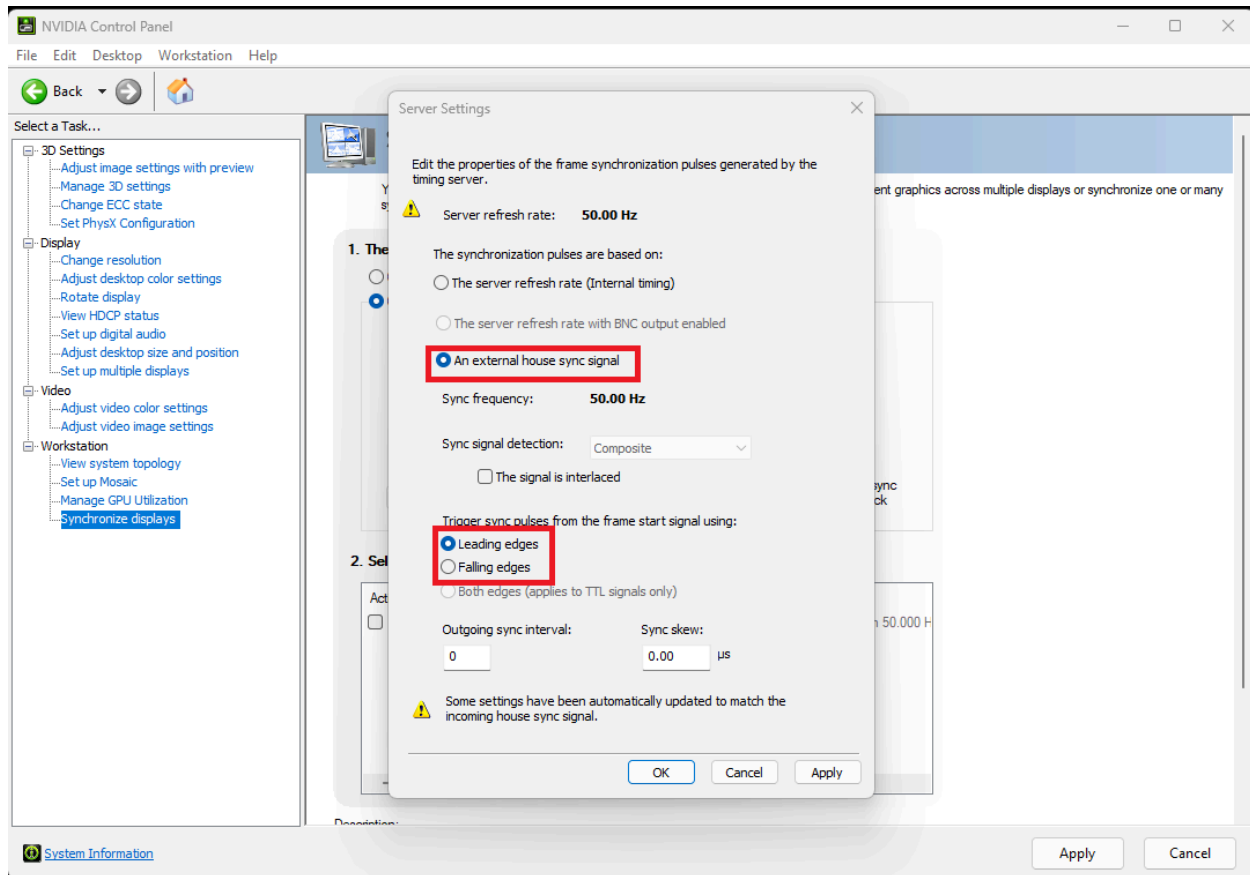 NVIDIA Control Panel
File Edit Desktop Workstation Help
Back
Select a Task...
3D Settings
Adjust image settings with preview
Manage 3D settings
Change ECC state
Set PhysX Configuration
Display
Change resolution
Adjust desktop color settings
Rotate display
View HDCP status
Set up digital audio
Adjust desktop size and position
Set up multiple displays
Video
Adjust video color settings
Adjust video image settings
Workstation
View system topology
Set up Mosaic
Manage GPU Utilization
Synchronize displays
ent graphics across multiple displays or synchronize one or many
1. The
sync
ck
2. Sel
Act
50.000 H
Server Settings
Edit the properties of the frame synchronization pulses generated by the
timing server.
Server refresh rate: 50.00 Hz
The synchronization pulses are based on:
The server refresh rate (Internal timing)
The server refresh rate with BNC output enabled
An external house sync signal
Sync frequency: 50.00 Hz
Sync signal detection: Composite
The signal is interlaced
Trigger sync pulses from the frame start signal using:
Leading edges
Falling edges
Both edges (applies to TTL signals only)
Outgoing sync interval: Sync skew:
0 0.00 µs
Some settings have been automatically updated to match the
incoming house sync signal.
OK Cancel Apply
Description:
System Information
Apply Cancel